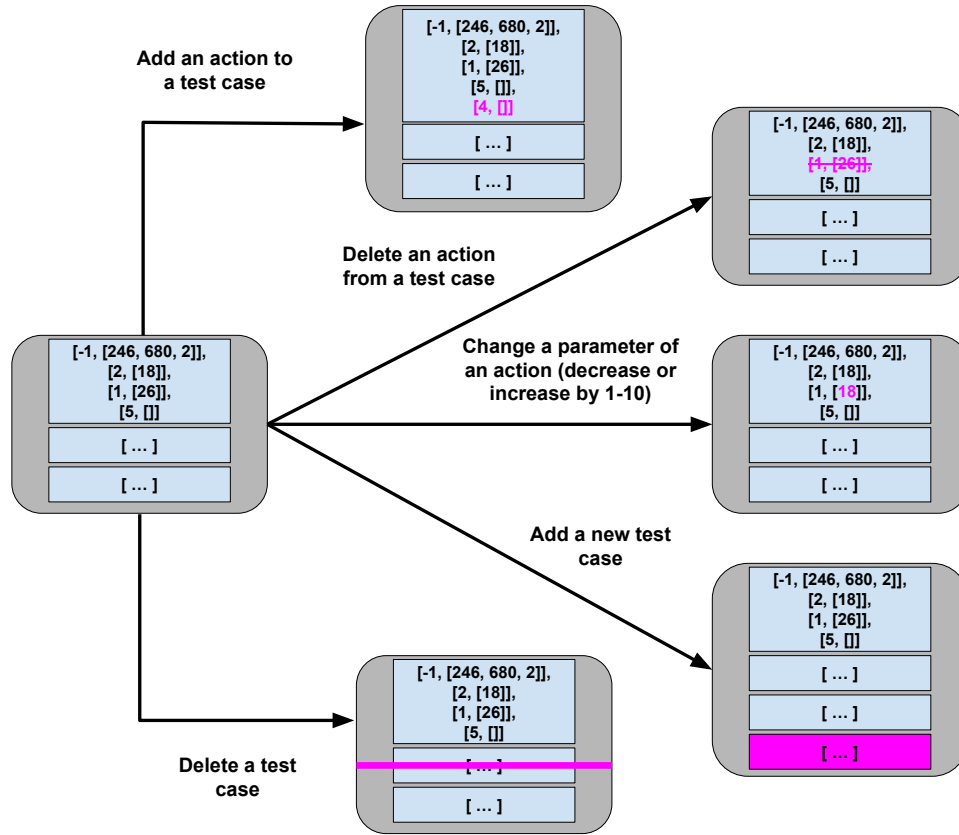 [-1, [246, 680, 2]],
[2, [18]],
[1, [26]],
[5, []],
[4, []]
[ ... ]
[ ... ]
Add an action to
a test case
[-1, [246, 680, 2]],
[2, [18]],
[1, [26]],
[5, []]
[ ... ]
[ ... ]
Delete an action
from a test case
[-1, [246, 680, 2]],
[2, [18]],
[1, [26]],
[5, []]
[ ... ]
[ ... ]
Change a parameter of
an action (decrease or
increase by 1-10)
[-1, [246, 680, 2]],
[2, [18]],
[1, [18]],
[5, []]
[ ... ]
[ ... ]
Add a new test
case
[-1, [246, 680, 2]],
[2, [18]],
[1, [26]],
[5, []]
[ ... ]
[ ... ]
[ ... ]
Delete a test
case
[-1, [246, 680, 2]],
[2, [18]],
[1, [26]],
[5, []]
[ ... ]
[ ... ]